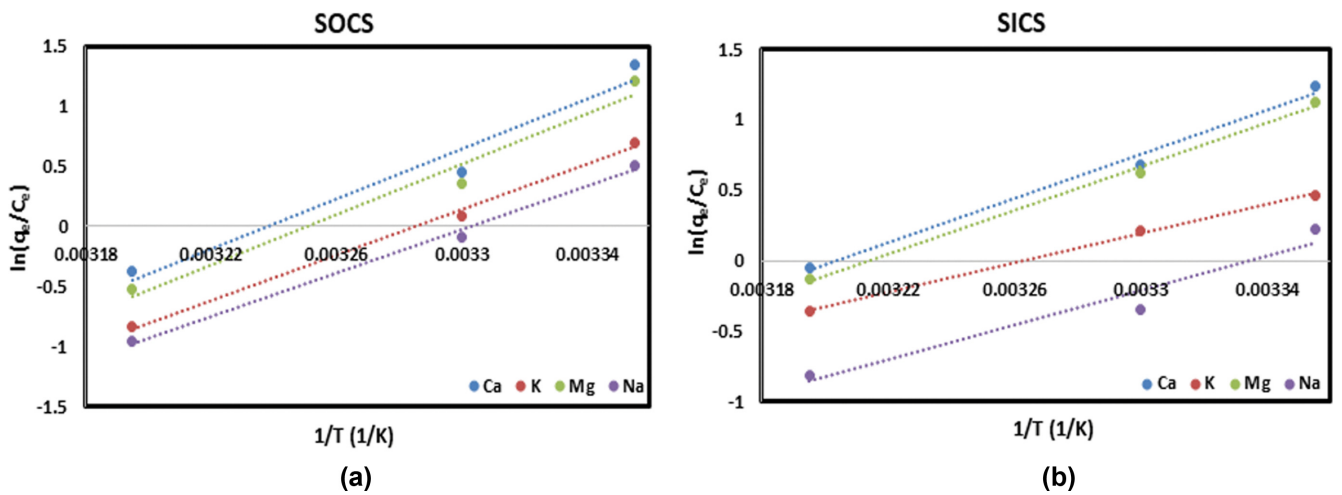 SOCS
1.5
1
0.5
0
-0.5
-1
-1.5
ln(qe/Ce)
0.00318
0.00322
0.00326
0.0033
0.00334
Ca K Mg Na
1/T (1/K)
(a)
SICS
1.5
1
0.5
0
-0.5
-1
ln(qe/Ce)
0.00318
0.00322
0.00326
0.0033
0.00334
Ca K Mg Na
1/T (1/K)
(b)